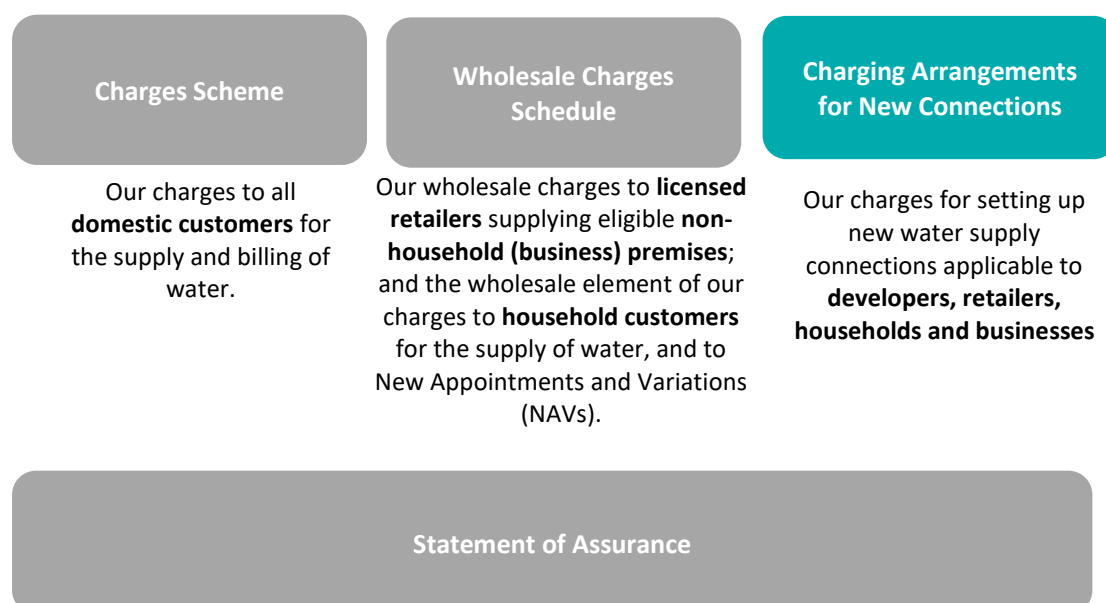 Charges Scheme
Our charges to all
domestic customers for
the supply and billing of
water.
Wholesale Charges
Schedule
Our wholesale charges to licensed
retailers supplying eligible non-
household (business) premises;
and the wholesale element of our
charges to household customers
for the supply of water, and to
New Appointments and Variations
(NAVs).
Charging Arrangements
for New Connections
Our charges for setting up
new water supply
connections applicable to
developers, retailers,
households and businesses
Statement of Assurance